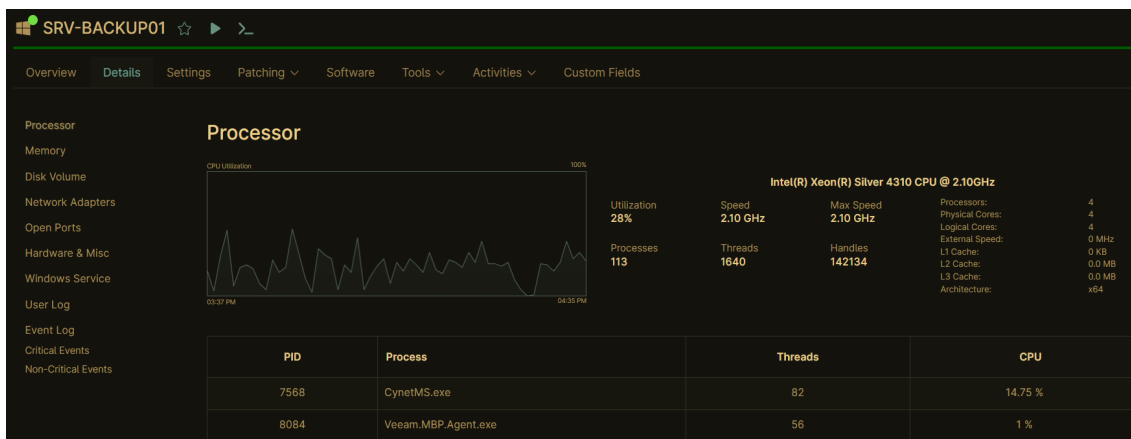 SRV-BACKUP01
Overview Details Settings Patching Software Tools Activities Custom Fields
Processor
Memory
Disk Volume
Network Adapters
Open Ports
Hardware & Misc
Windows Service
User Log
Event Log
Critical Events
Non-Critical Events
Processor
CPU Utilization 100%
03:37 PM 04:35 PM
Intel(R) Xeon(R) Silver 4310 CPU @ 2.10GHz
Utilization Speed Max Speed
28% 2.10 GHz 2.10 GHz
Processes Threads Handles
113 1640 142134
Processors: 4
Physical Cores: 4
Logical Cores: 4
External Speed: 0 MHz
L1 Cache: 0 KB
L2 Cache: 0.0 MB
L3 Cache: 0.0 MB
Architecture: x64
PID Process Threads CPU
7568 CynetMS.exe 82 14.75 %
8084 Veeam.MBP.Agent.exe 56 1 %